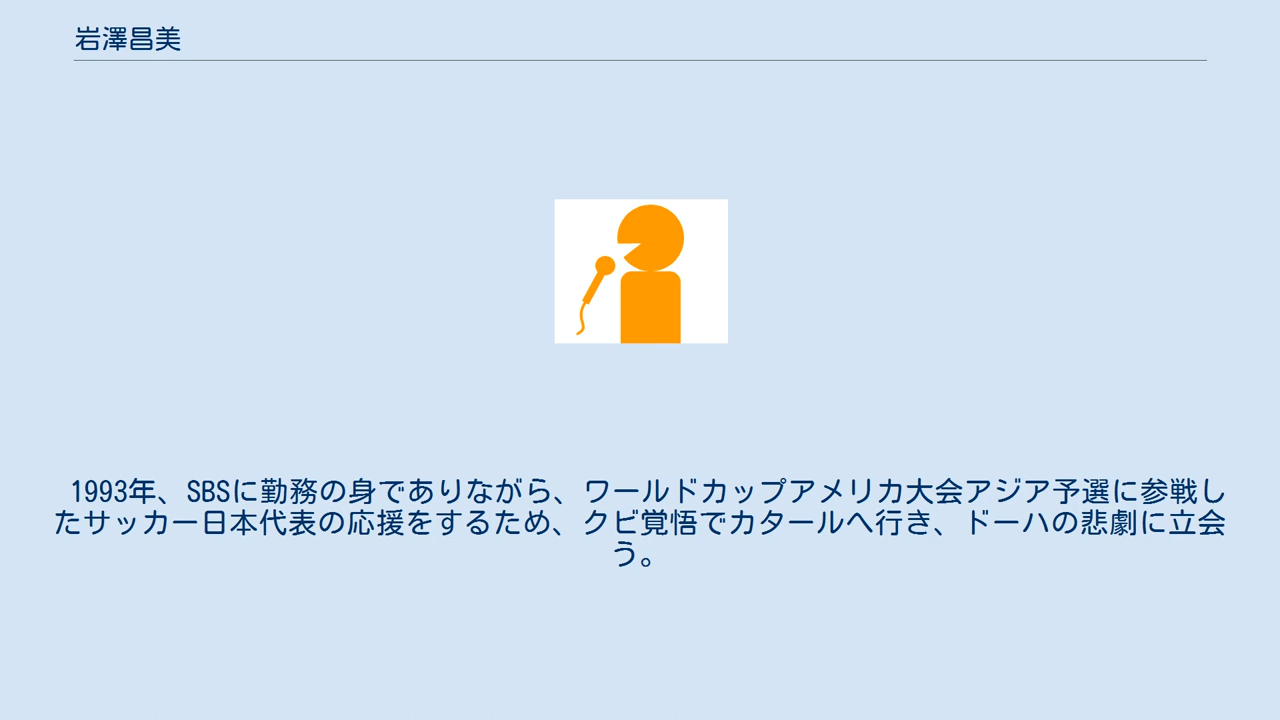 岩澤昌美
1993年、SBSに勤務の身でありながら、ワールドカップアメリカ大会アジア予選に参戦し
たサッカー日本代表の応援をするため、クビ覚悟でカタールへ行き、ドーハの悲劇に立会
う。